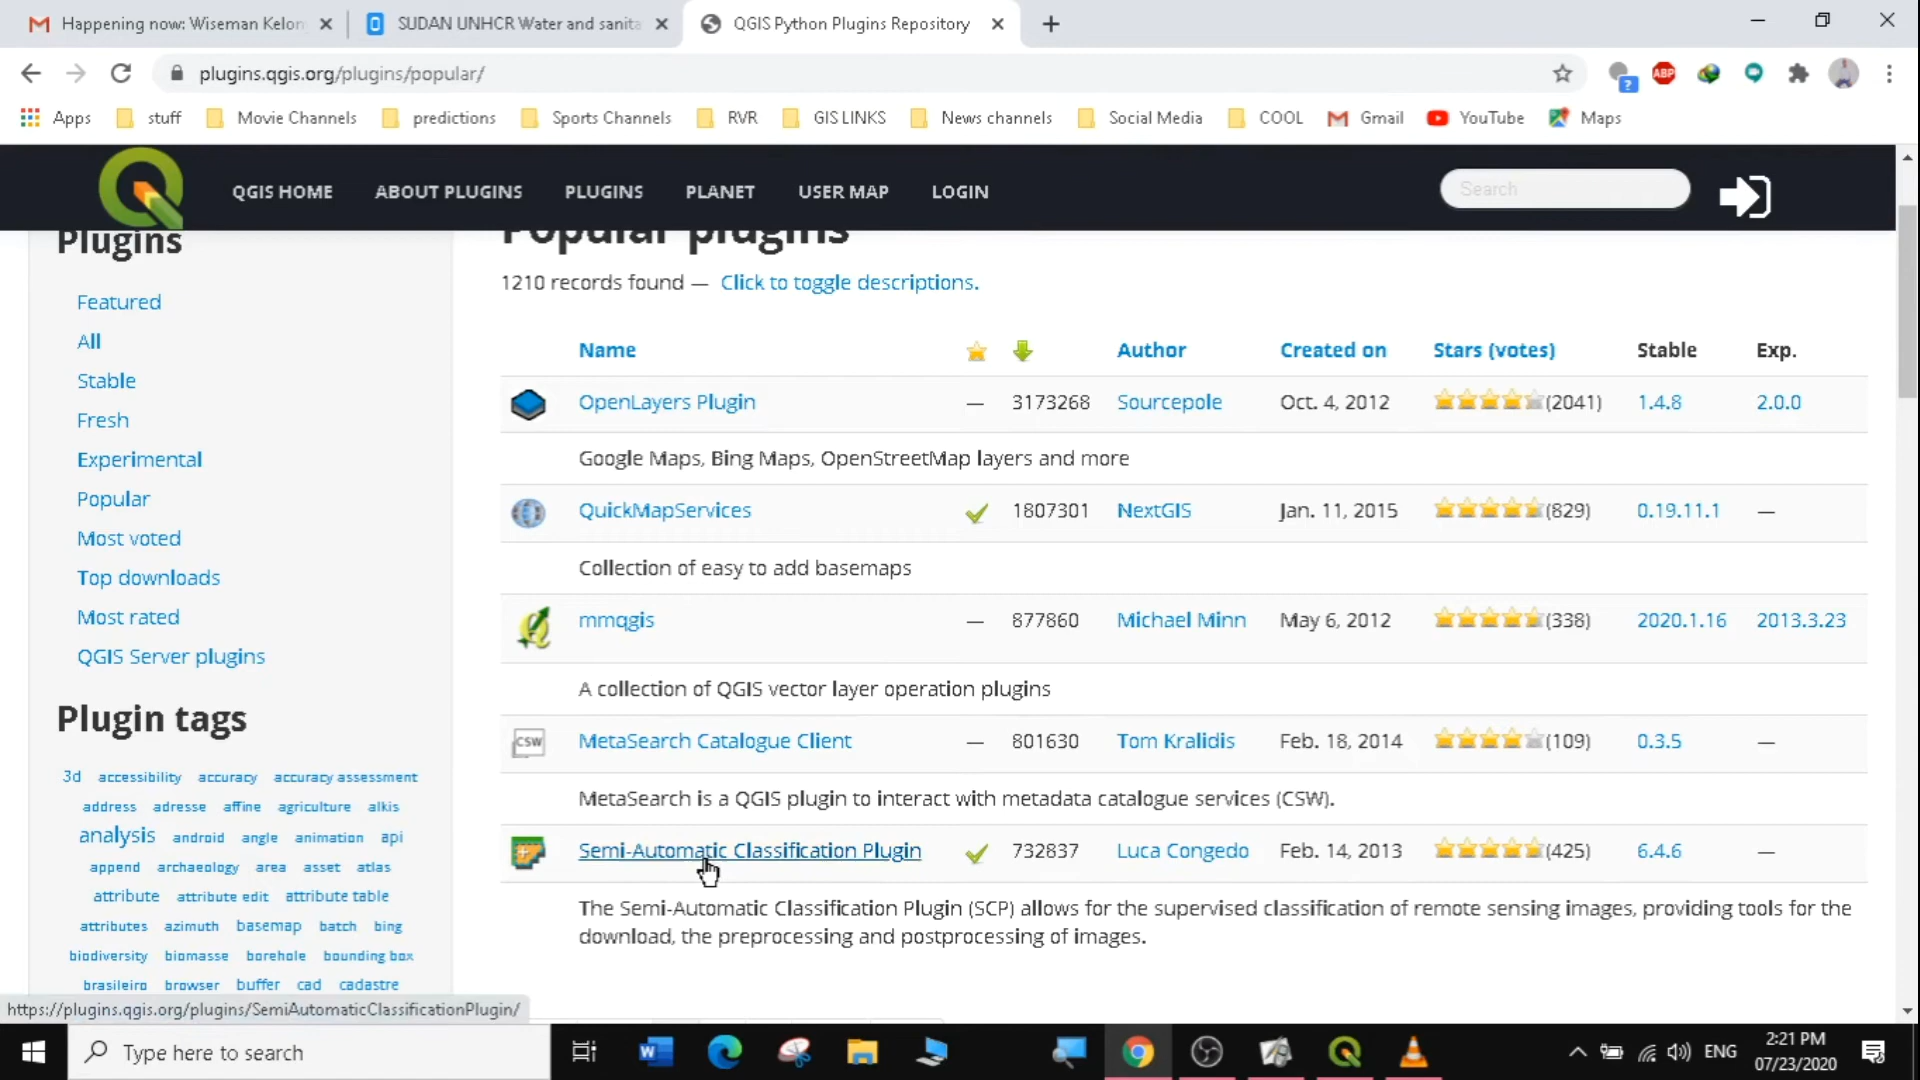 Happening now: Wiseman Kelon
SUDAN UNHCR Water and sanita
QGIS Python Plugins Repository
plugins.qgis.org/plugins/popular/
ABP
?
Apps
stuff
Movie Channels
predictions
Sports Channels
RVR
GIS LINKS
News channels
Social Media
COOL
Gmail
YouTube
Maps
QGIS HOME
ABOUT PLUGINS
PLUGINS
PLANET
USER MAP
LOGIN
Search
Plugins
Featured
All
Stable
Fresh
Experimental
Popular
Most voted
Top downloads
Most rated
QGIS Server plugins
Plugin tags
3d accessibility accuracy accuracy assessment
address adresse affine agriculture alkis
analysis android angle animation api
append archaeology area asset atlas
attribute attribute edit attribute table
attributes azimuth basemap batch bing
biodiversity biomasse borehole bounding box
brasileiro browser buffer cad cadastre
Popular plugins
1210 records found — Click to toggle descriptions.
Name Author Created on Stars (votes) Stable Exp.
OpenLayers Plugin — 3173268 Sourcepole Oct. 4, 2012 (2041) 1.4.8 2.0.0
Google Maps, Bing Maps, OpenStreetMap layers and more
QuickMapServices 1807301 NextGIS Jan. 11, 2015 (829) 0.19.11.1 —
Collection of easy to add basemaps
mmqgis — 877860 Michael Minn May 6, 2012 (338) 2020.1.16 2013.3.23
A collection of QGIS vector layer operation plugins
CSW MetaSearch Catalogue Client — 801630 Tom Kralidis Feb. 18, 2014 (109) 0.3.5 —
MetaSearch is a QGIS plugin to interact with metadata catalogue services (CSW).
Semi-Automatic Classification Plugin 732837 Luca Congedo Feb. 14, 2013 (425) 6.4.6 —
The Semi-Automatic Classification Plugin (SCP) allows for the supervised classification of remote sensing images, providing tools for the
download, the preprocessing and postprocessing of images.
https://plugins.qgis.org/plugins/SemiAutomaticClassificationPlugin/
Type here to search
ENG
2:21 PM
07/23/2020